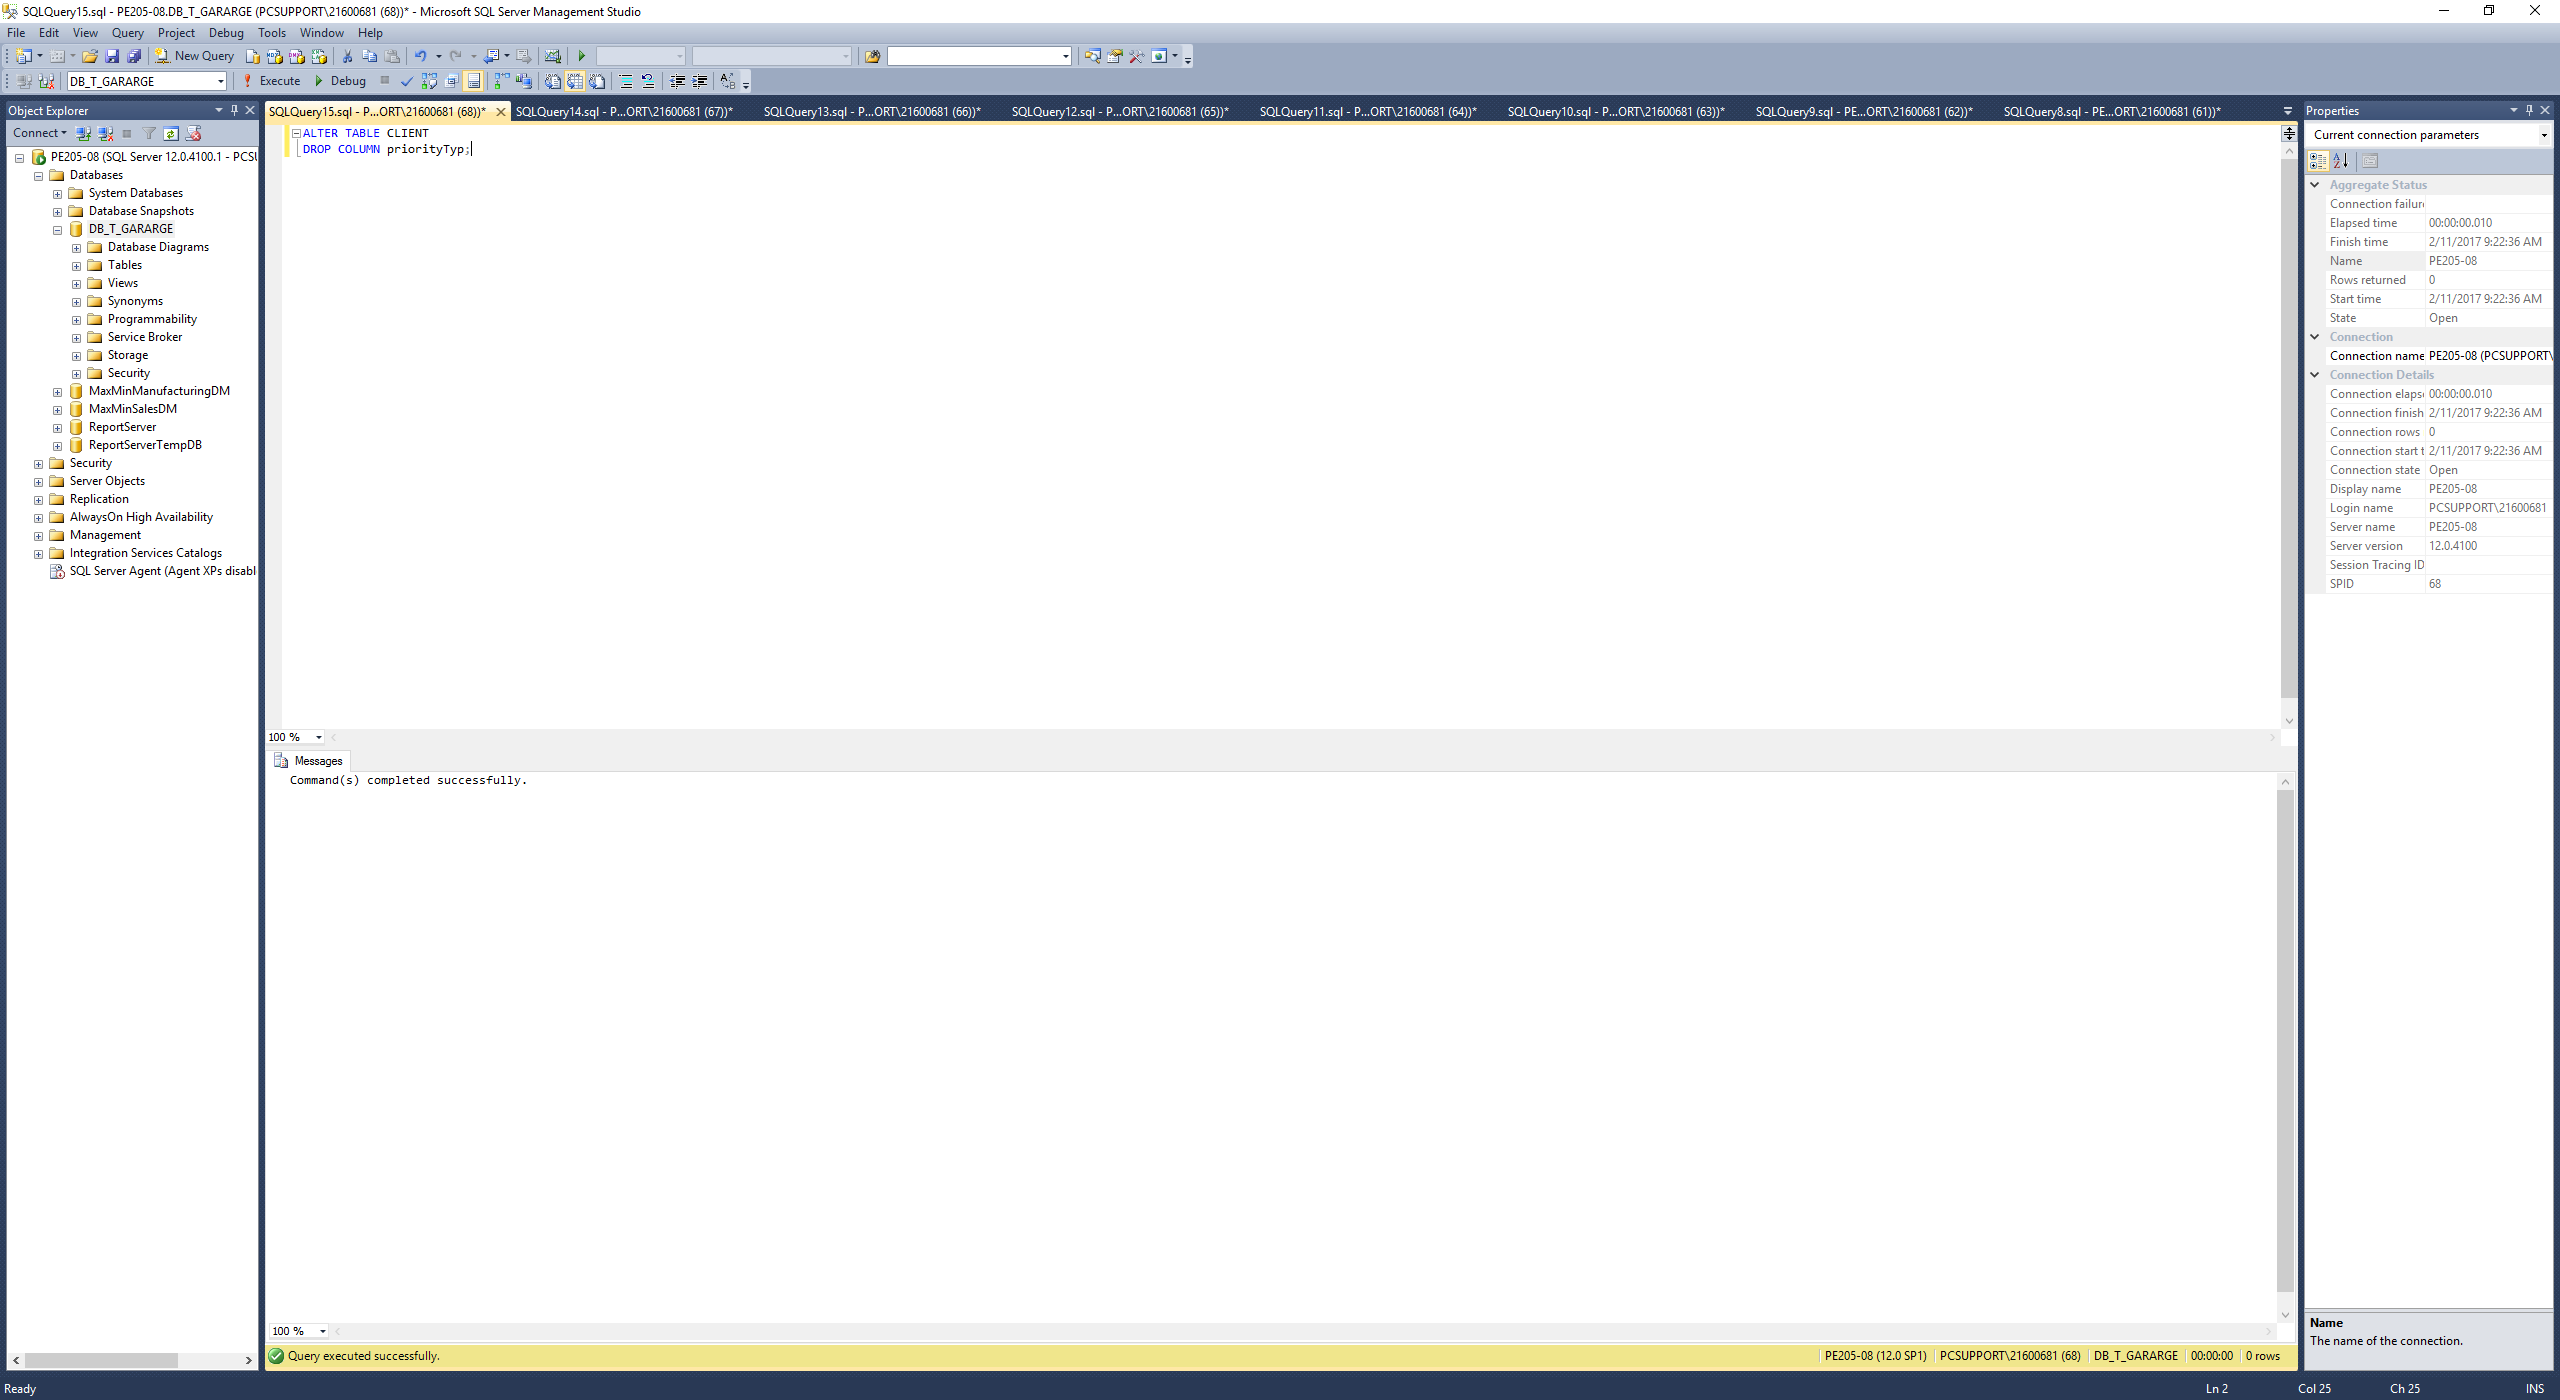 SQLQuery15.sql - PE205-08.DB_T_GARARGE (PCSUPPORT\21600681 (68))* - Microsoft SQL Server Management Studio
File Edit View Query Project Debug Tools Window Help
New Query
DB_T_GARARGE Execute Debug
Object Explorer
Connect
PE205-08 (SQL Server 12.0.4100.1 - PCSU
Databases
System Databases
Database Snapshots
DB_T_GARARGE
Database Diagrams
Tables
Views
Synonyms
Programmability
Service Broker
Storage
Security
MaxMinManufacturingDM
MaxMinSalesDM
ReportServer
ReportServerTempDB
Security
Server Objects
Replication
AlwaysOn High Availability
Management
Integration Services Catalogs
SQL Server Agent (Agent XPs disabl
SQLQuery15.sql - P...ORT\21600681 (68))* SQLQuery14.sql - P...ORT\21600681 (67))* SQLQuery13.sql - P...ORT\21600681 (66))* SQLQuery12.sql - P...ORT\21600681 (65))* SQLQuery11.sql - P...ORT\21600681 (64))* SQLQuery10.sql - P...ORT\21600681 (63))* SQLQuery9.sql - PE...ORT\21600681 (62))* SQLQuery8.sql - PE...ORT\21600681 (61))*
ALTER TABLE CLIENT
DROP COLUMN priorityTyp;
100 %
Messages
Command(s) completed successfully.
100 %
Query executed successfully. PE205-08 (12.0 SP1) PCSUPPORT\21600681 (68) DB_T_GARARGE 00:00:00 0 rows
Properties
Current connection parameters
Aggregate Status
Connection failure
Elapsed time 00:00:00.010
Finish time 2/11/2017 9:22:36 AM
Name PE205-08
Rows returned 0
Start time 2/11/2017 9:22:36 AM
State Open
Connection
Connection name PE205-08 (PCSUPPORT\
Connection Details
Connection elaps 00:00:00.010
Connection finish 2/11/2017 9:22:36 AM
Connection rows 0
Connection start t 2/11/2017 9:22:36 AM
Connection state Open
Display name PE205-08
Login name PCSUPPORT\21600681
Server name PE205-08
Server version 12.0.4100
Session Tracing ID
SPID 68
Name
The name of the connection.
Ready Ln 2 Col 25 Ch 25 INS